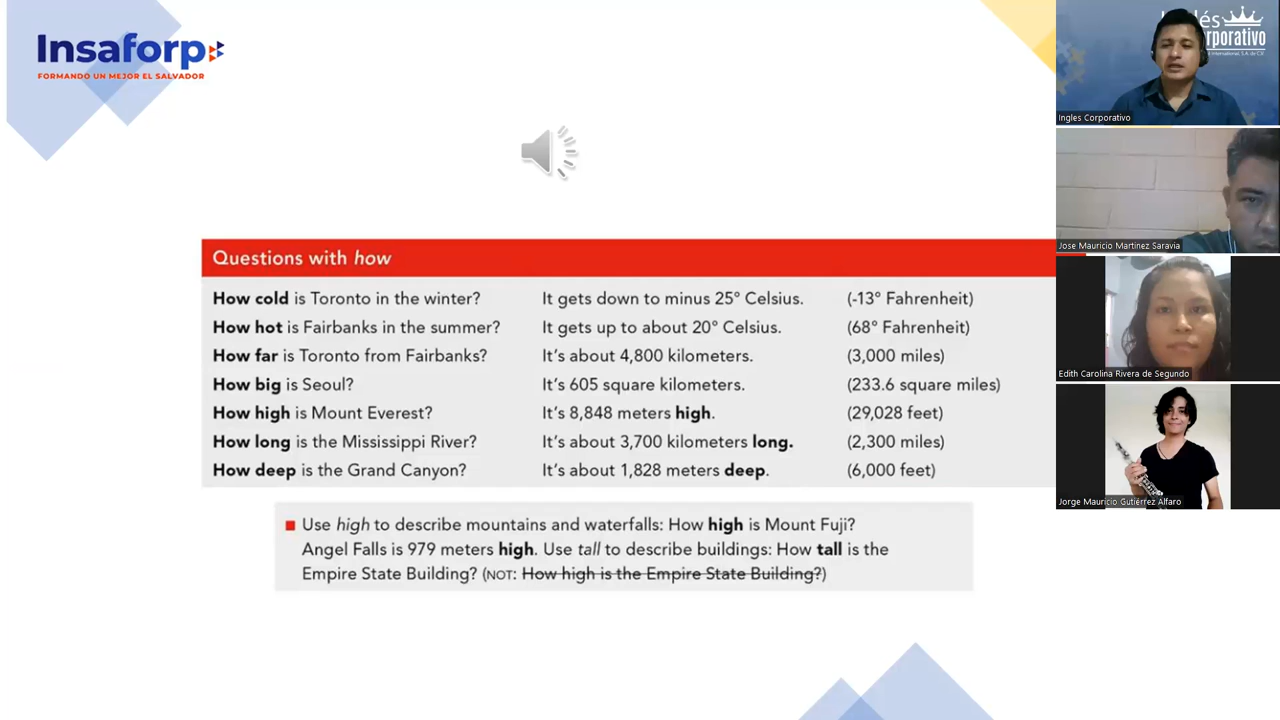 Insaforp
FORMANDO UN MEJOR EL SALVADOR
Questions with how
How cold is Toronto in the winter? It gets down to minus 25° Celsius. (-13° Fahrenheit)
How hot is Fairbanks in the summer? It gets up to about 20° Celsius. (68° Fahrenheit)
How far is Toronto from Fairbanks? It's about 4,800 kilometers. (3,000 miles)
How big is Seoul? It's 605 square kilometers. (233.6 square miles)
How high is Mount Everest? It's 8,848 meters high. (29,028 feet)
How long is the Mississippi River? It's about 3,700 kilometers long. (2,300 miles)
How deep is the Grand Canyon? It's about 1,828 meters deep. (6,000 feet)
Use high to describe mountains and waterfalls: How high is Mount Fuji?
Angel Falls is 979 meters high. Use tall to describe buildings: How tall is the
Empire State Building? (NOT: How high is the Empire State Building?)
Ingles Corporativo
Jose Mauricio Martinez Saravia
Edith Carolina Rivera de Segundo
Jorge Mauricio Gutiérrez Alfaro